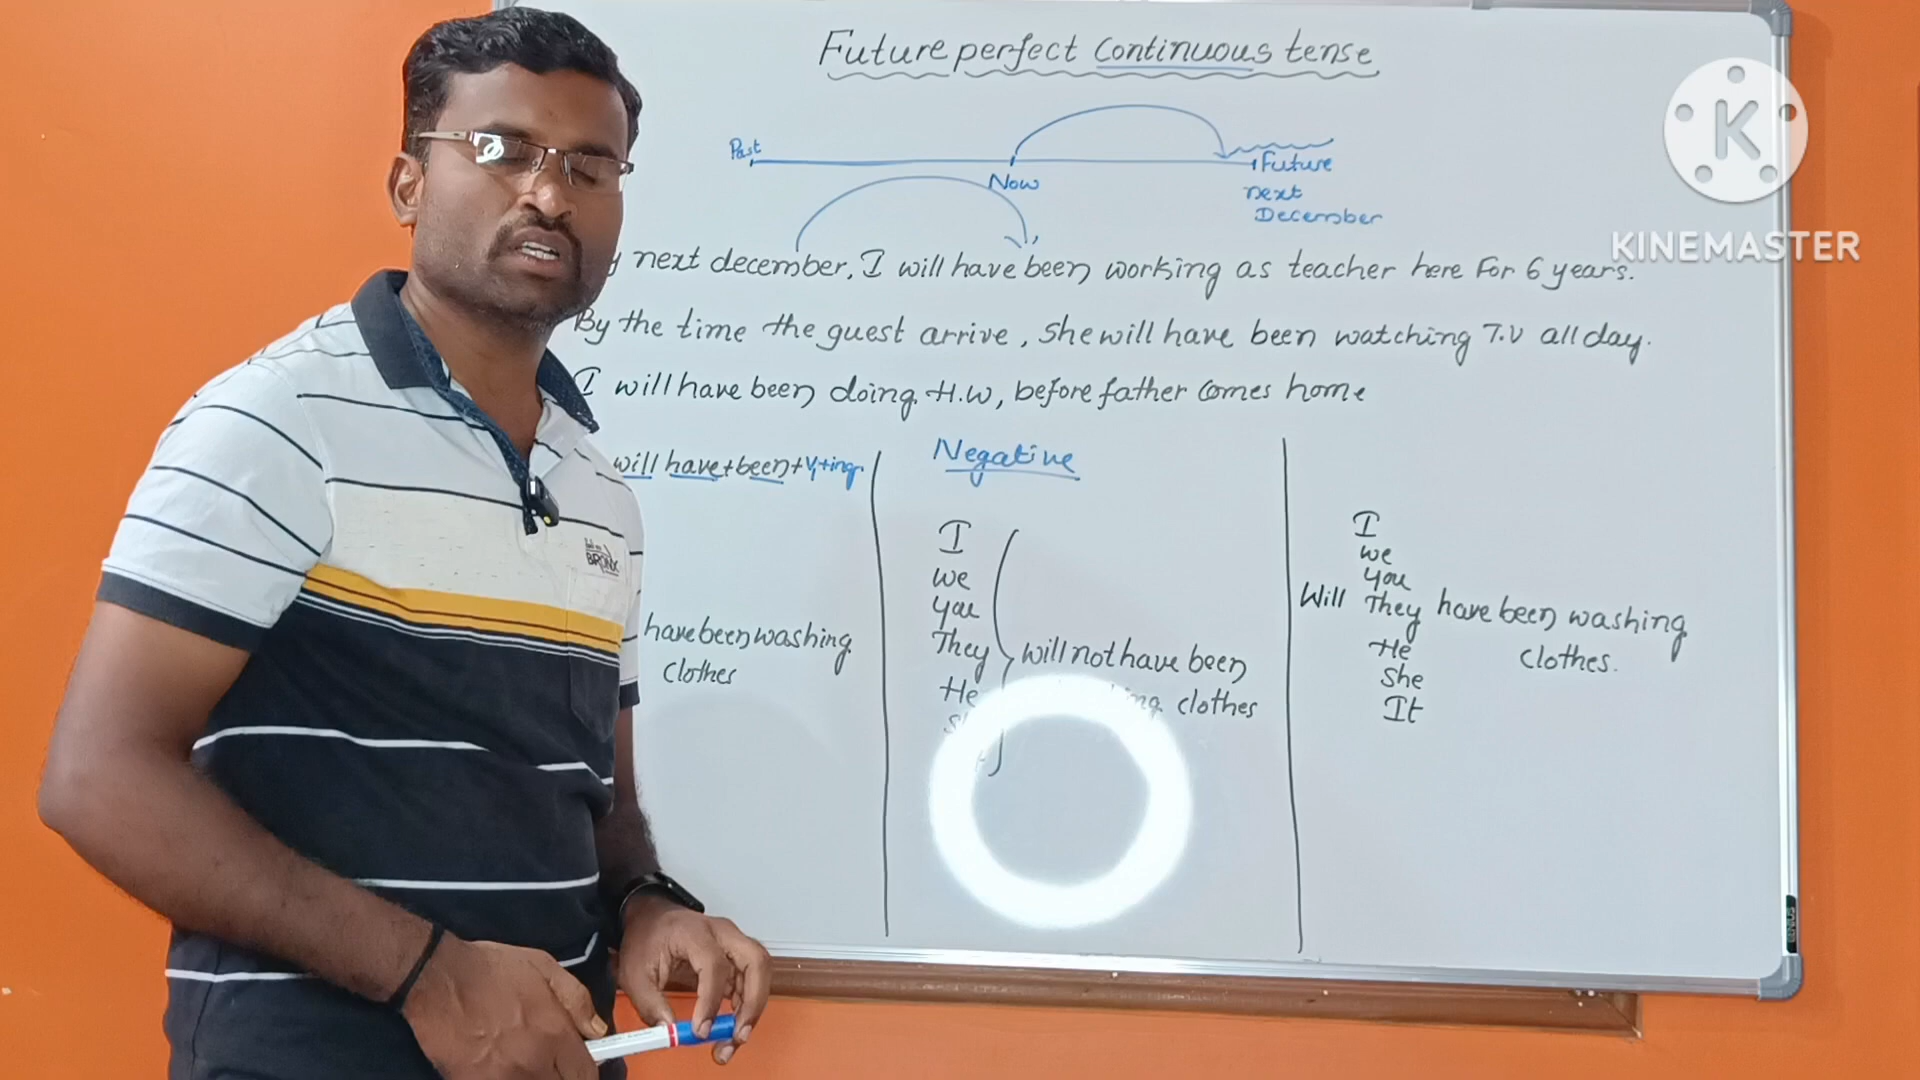 Future perfect Continuous tense
Past
Now
Future
next
December
K
KINEMASTER
next december, I will have been working as teacher here For 6 years.
By the time the guest arrive, she will have been watching T.V all day.
I will have been doing H.W, before father comes home
will have+been+V1+ing.
have been washing
clothes
Negative
I
we
you
They
He
will not have been
clothes
I
we
you
Will They have been washing
He
clothes.
she
It
BRONX